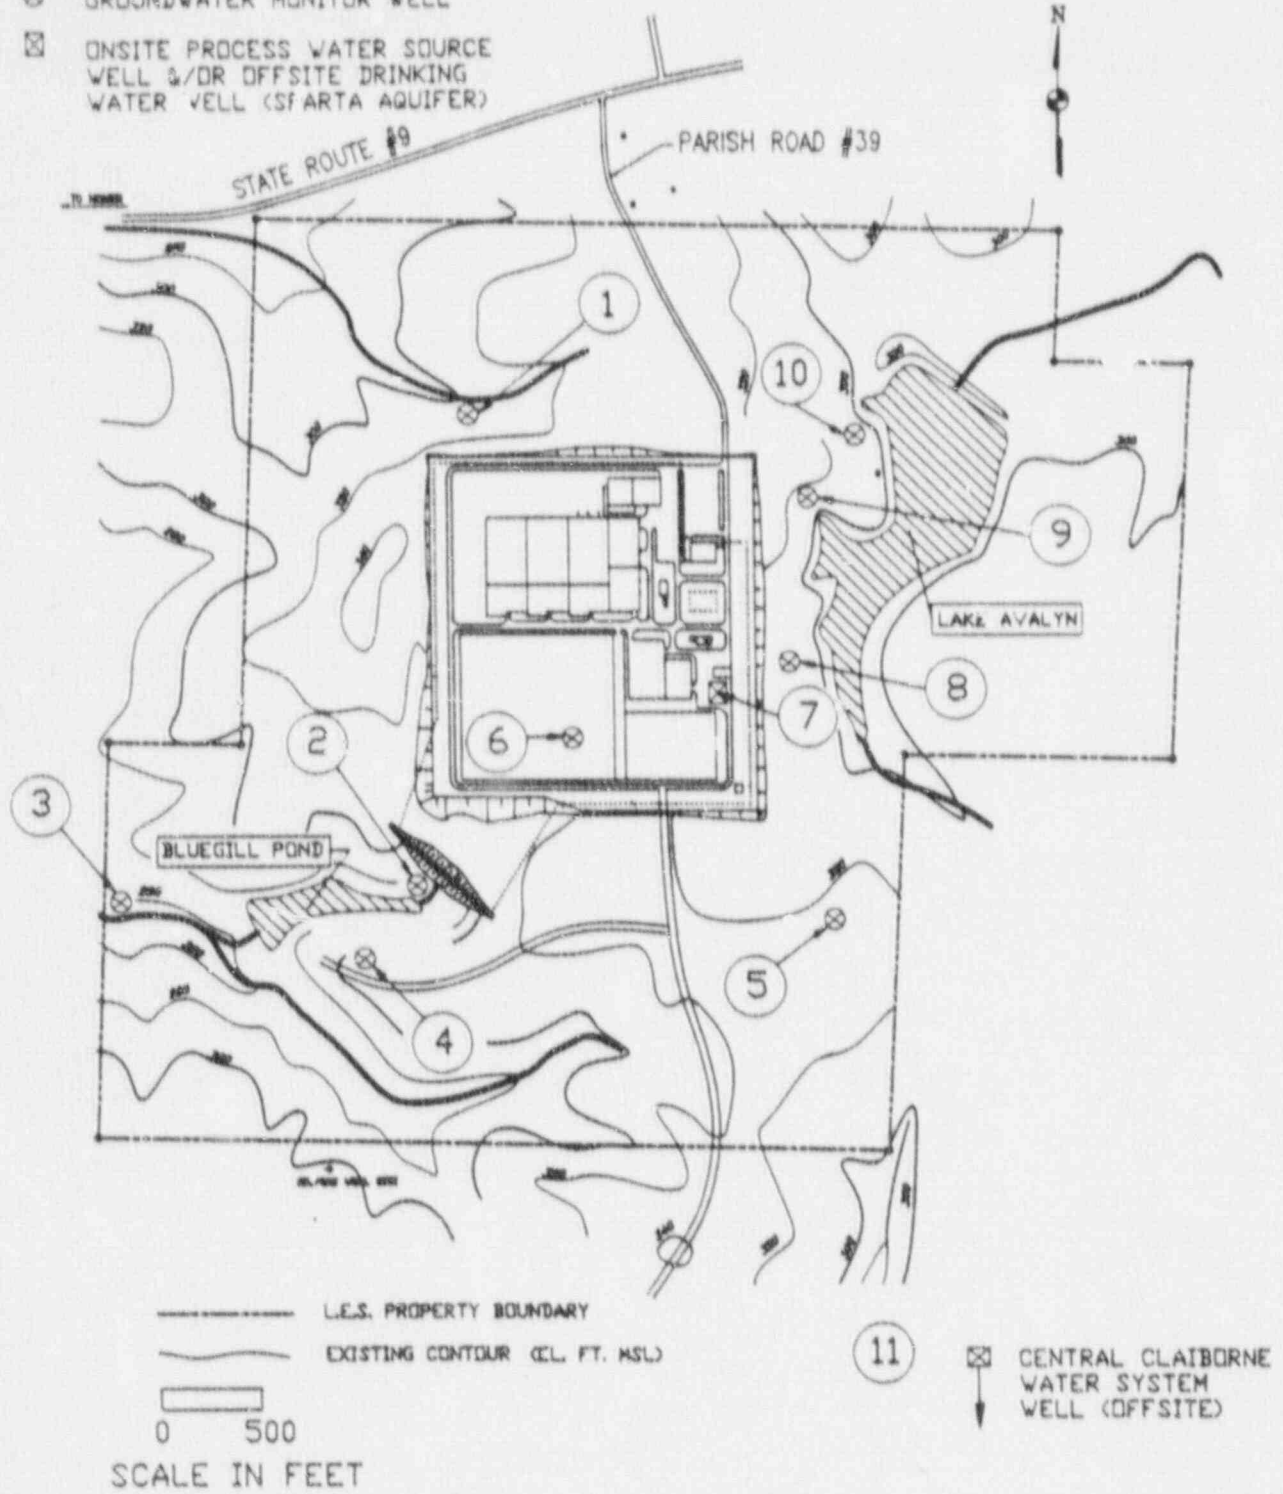 GROUNDWATER MONITOR WELL
ONSITE PROCESS WATER SOURCE
WELL &/OR OFFSITE DRINKING
WATER WELL (SPARTA AQUIFER)
N
STATE ROUTE #9
PARISH ROAD #39
TO HOMER
1
10
9
LAKE AVALYN
8
7
6
2
3
BLUEGILL POND
5
4
L.E.S. PROPERTY BOUNDARY
EXISTING CONTOUR (EL. FT. MSL)
0 500
SCALE IN FEET
11
CENTRAL CLAIBORNE
WATER SYSTEM
WELL (OFFSITE)